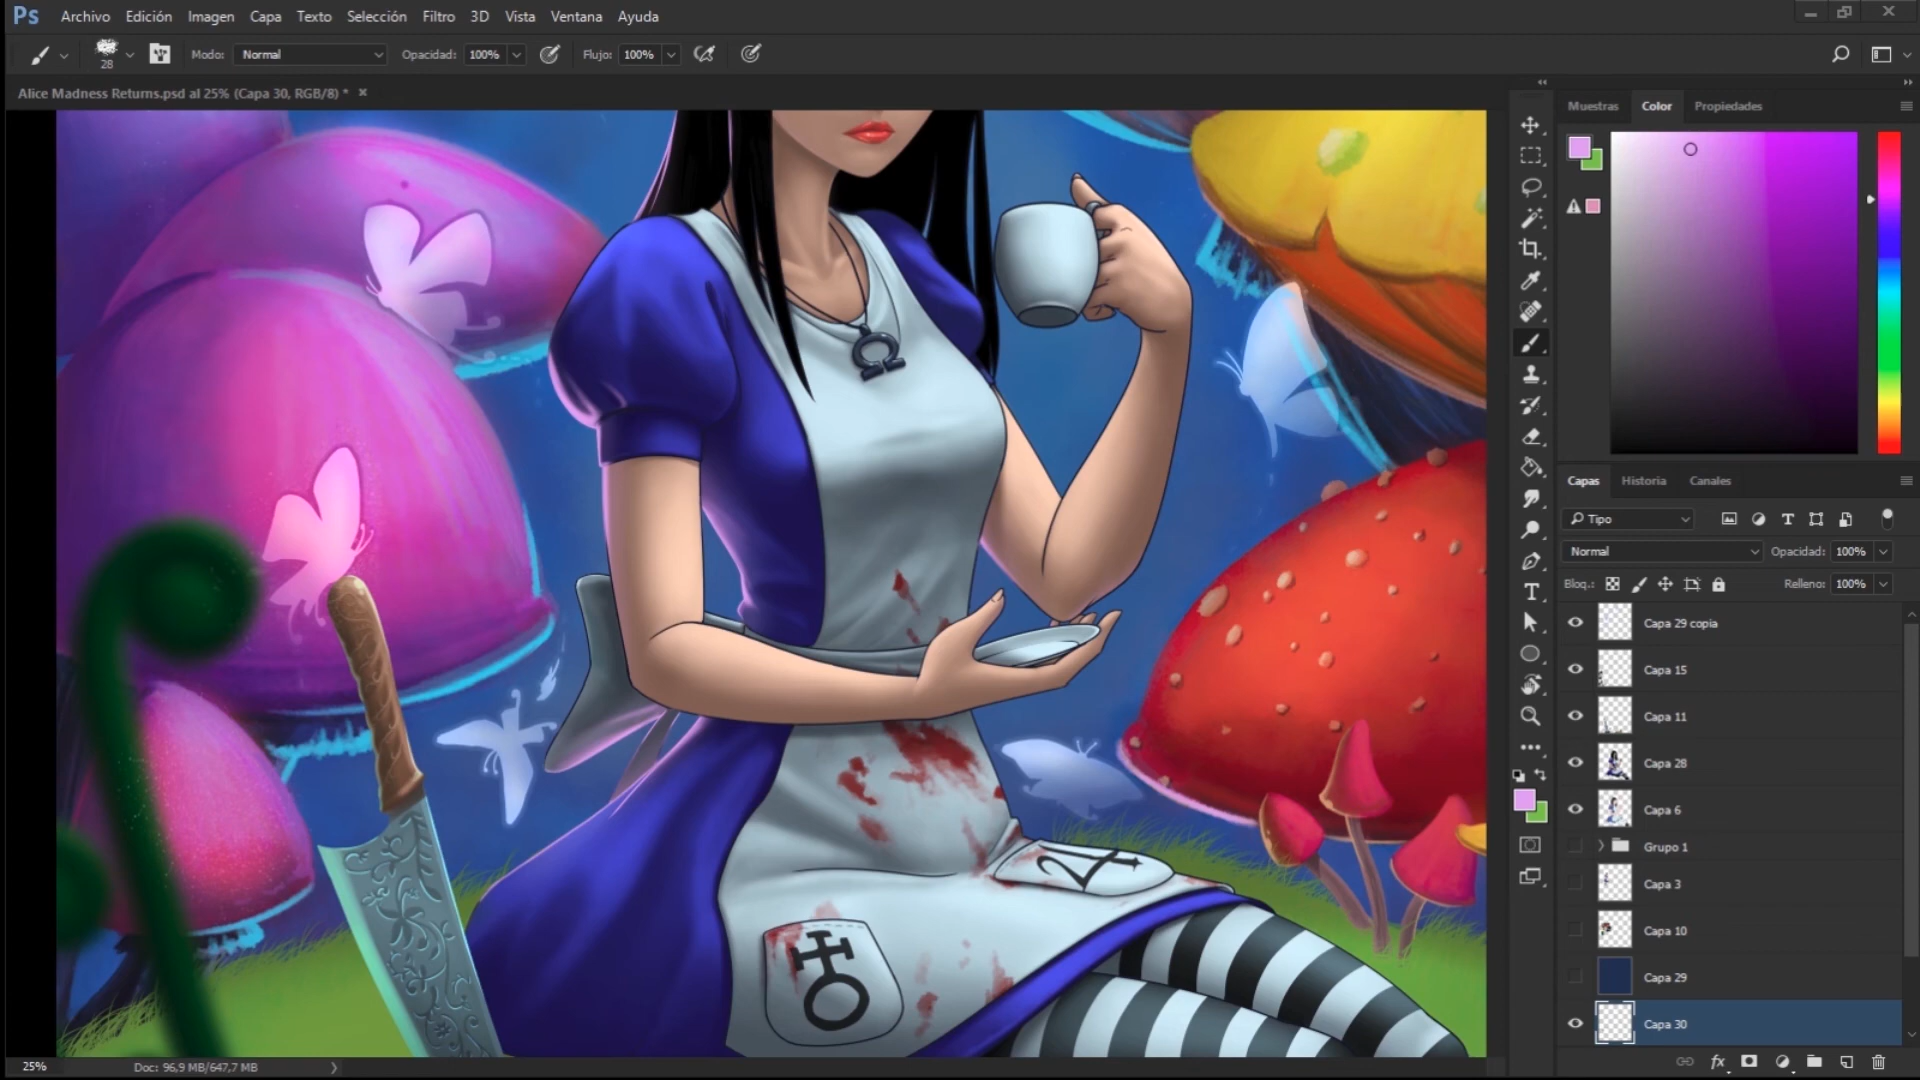 Ps Archivo Edición Imagen Capa Texto Selección Filtro 3D Vista Ventana Ayuda
28 Modo: Normal Opacidad: 100% Flujo: 100%
Alice Madness Returns.psd al 25% (Capa 30, RGB/8) *
Muestras Color Propiedades
Capas Historia Canales
Tipo
Normal Opacidad: 100%
Bloq.: Relleno: 100%
Capa 29 copia
Capa 15
Capa 11
Capa 28
Capa 6
Grupo 1
Capa 3
Capa 10
Capa 29
Capa 30
25% Doc: 96,9 MB/647,7 MB